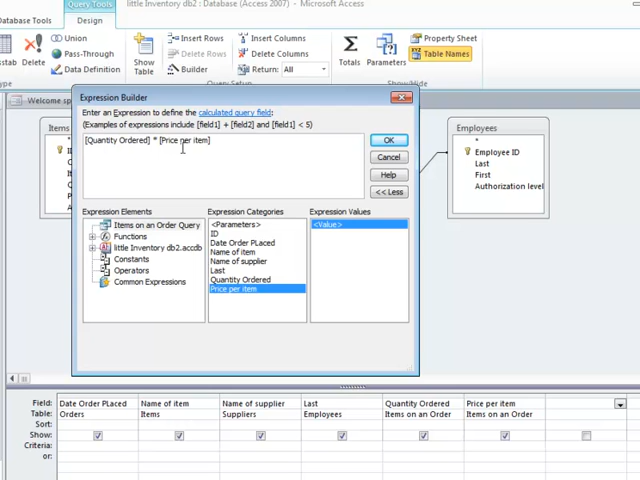 Query Tools
little Inventory db2 : Database (Access 2007) - Microsoft Access
Database Tools
Design
Union
Insert Rows
Insert Columns
Property Sheet
Pass-Through
Delete Rows
Delete Columns
Table Names
Delete
Data Definition
Show
Table
Builder
Return: All
Totals
Parameters
Show/Hide
Welcome
Expression Builder
Enter an Expression to define the calculated query field:
(Examples of expressions include [field1] + [field2] and [field1] < 5)
[Quantity Ordered] * [Price per item]
OK
Cancel
Help
<< Less
Items
Employees
*
Employee ID
Last
First
Authorization level
Expression Elements
Expression Categories
Expression Values
Items on an Order Query
Functions
little Inventory db2.accdb
Constants
Operators
Common Expressions
<Parameters>
ID
Date Order PLaced
Name of item
Name of supplier
Last
Quantity Ordered
Price per item
<Value>
Field: Date Order PLaced Name of item Name of supplier Last Quantity Ordered Price per item
Table: Orders Items Suppliers Employees Items on an Order Items on an Order
Sort:
Show:
Criteria:
or: